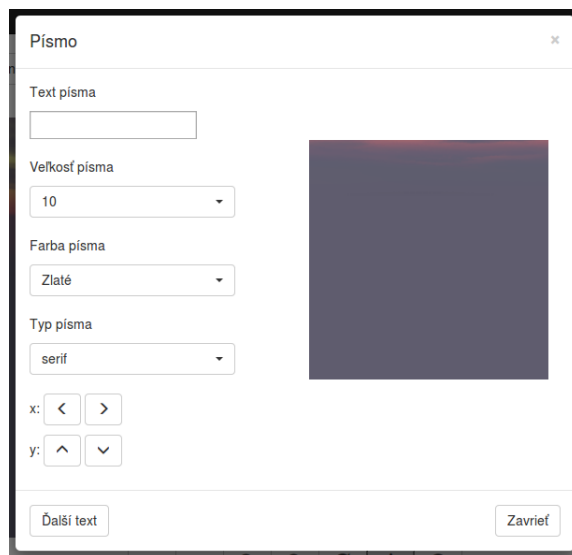 Písmo ×
Text písma
Veľkosť písma
10
Farba písma
Zlaté
Typ písma
serif
x:
y:
Ďalší text Zavrieť